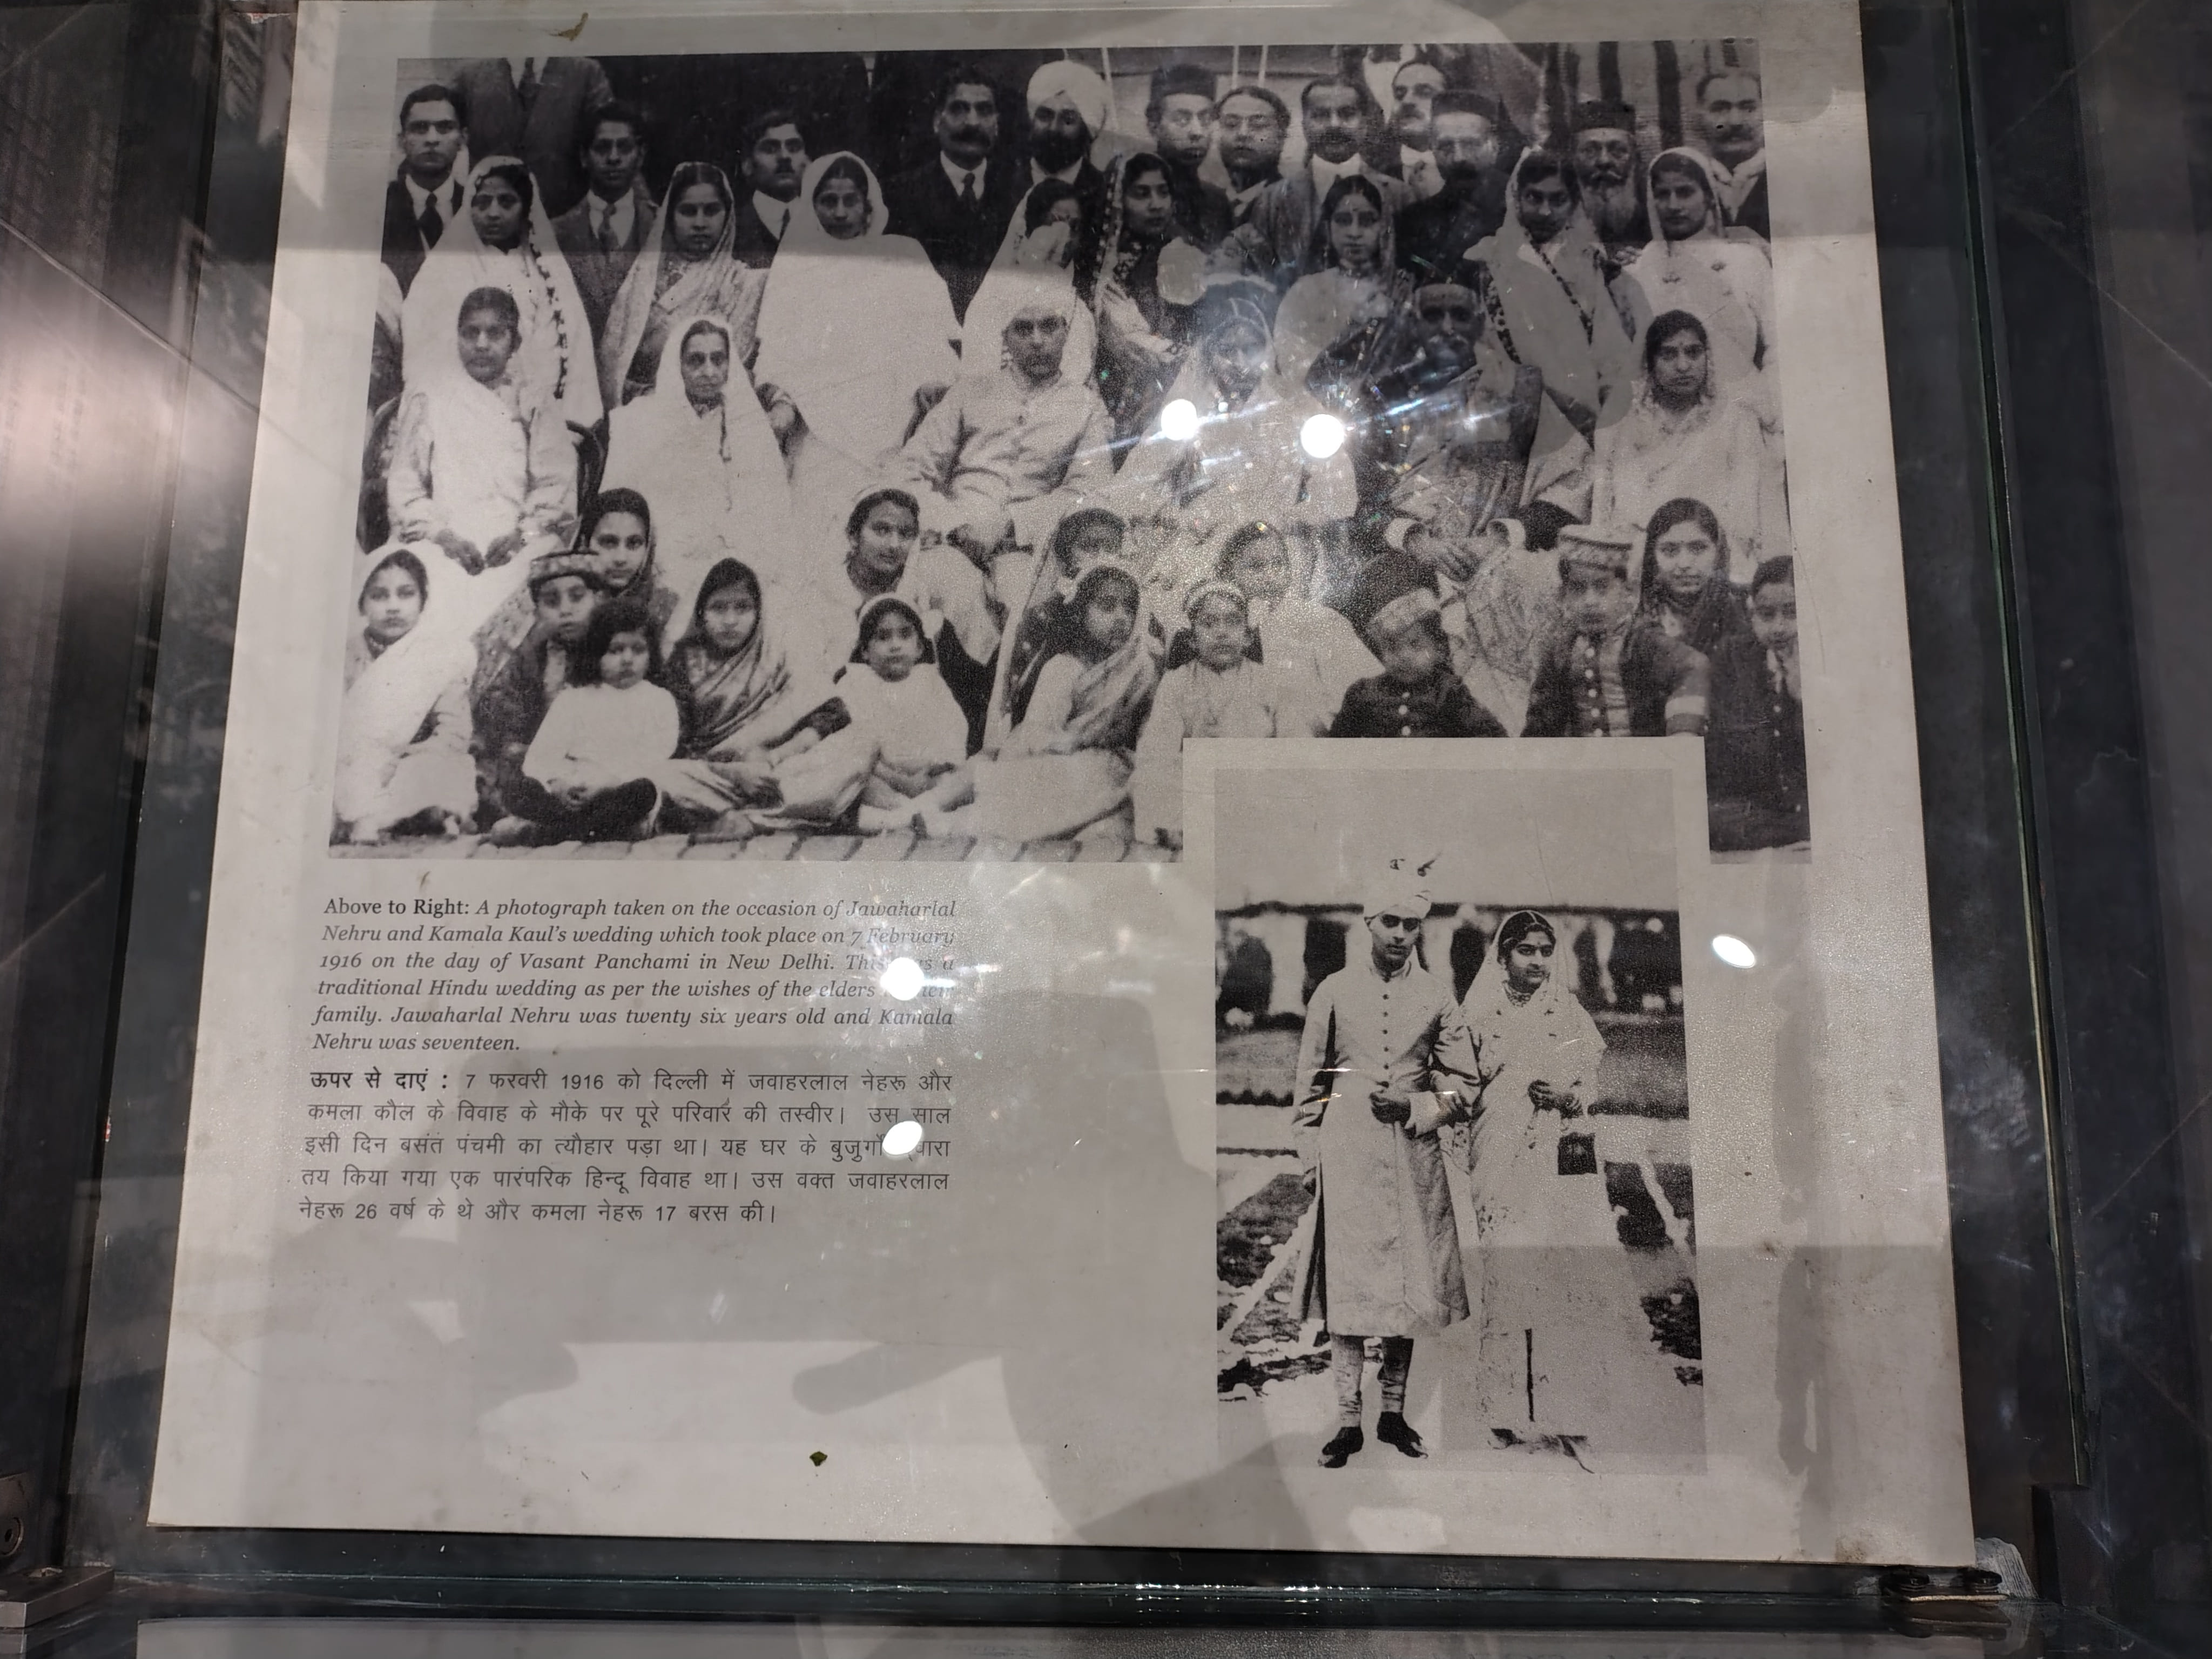 Above to Right: A photograph taken on the occasion of Jawaharlal
Nehru and Kamala Kaul's wedding which took place on 7 February
1916 on the day of Vasant Panchami in New Delhi. This a
traditional Hindu wedding as per the wishes of the elders
family. Jawaharlal Nehru was twenty six years old and Kamala
Nehru was seventeen.
ऊपर से दाएं : 7 फरवरी 1916 को दिल्ली में जवाहरलाल नेहरू और
कमला कौल के विवाह के मौके पर पूरे परिवार की तस्वीर। उस साल
इसी दिन बसंत पंचमी का त्यौहार पड़ा था। यह घर के बुजुर्गों
तय किया गया एक पारंपरिक हिन्दू विवाह था। उस वक्त जवाहरलाल
नेहरू 26 वर्ष के थे और कमला नेहरू 17 बरस की।